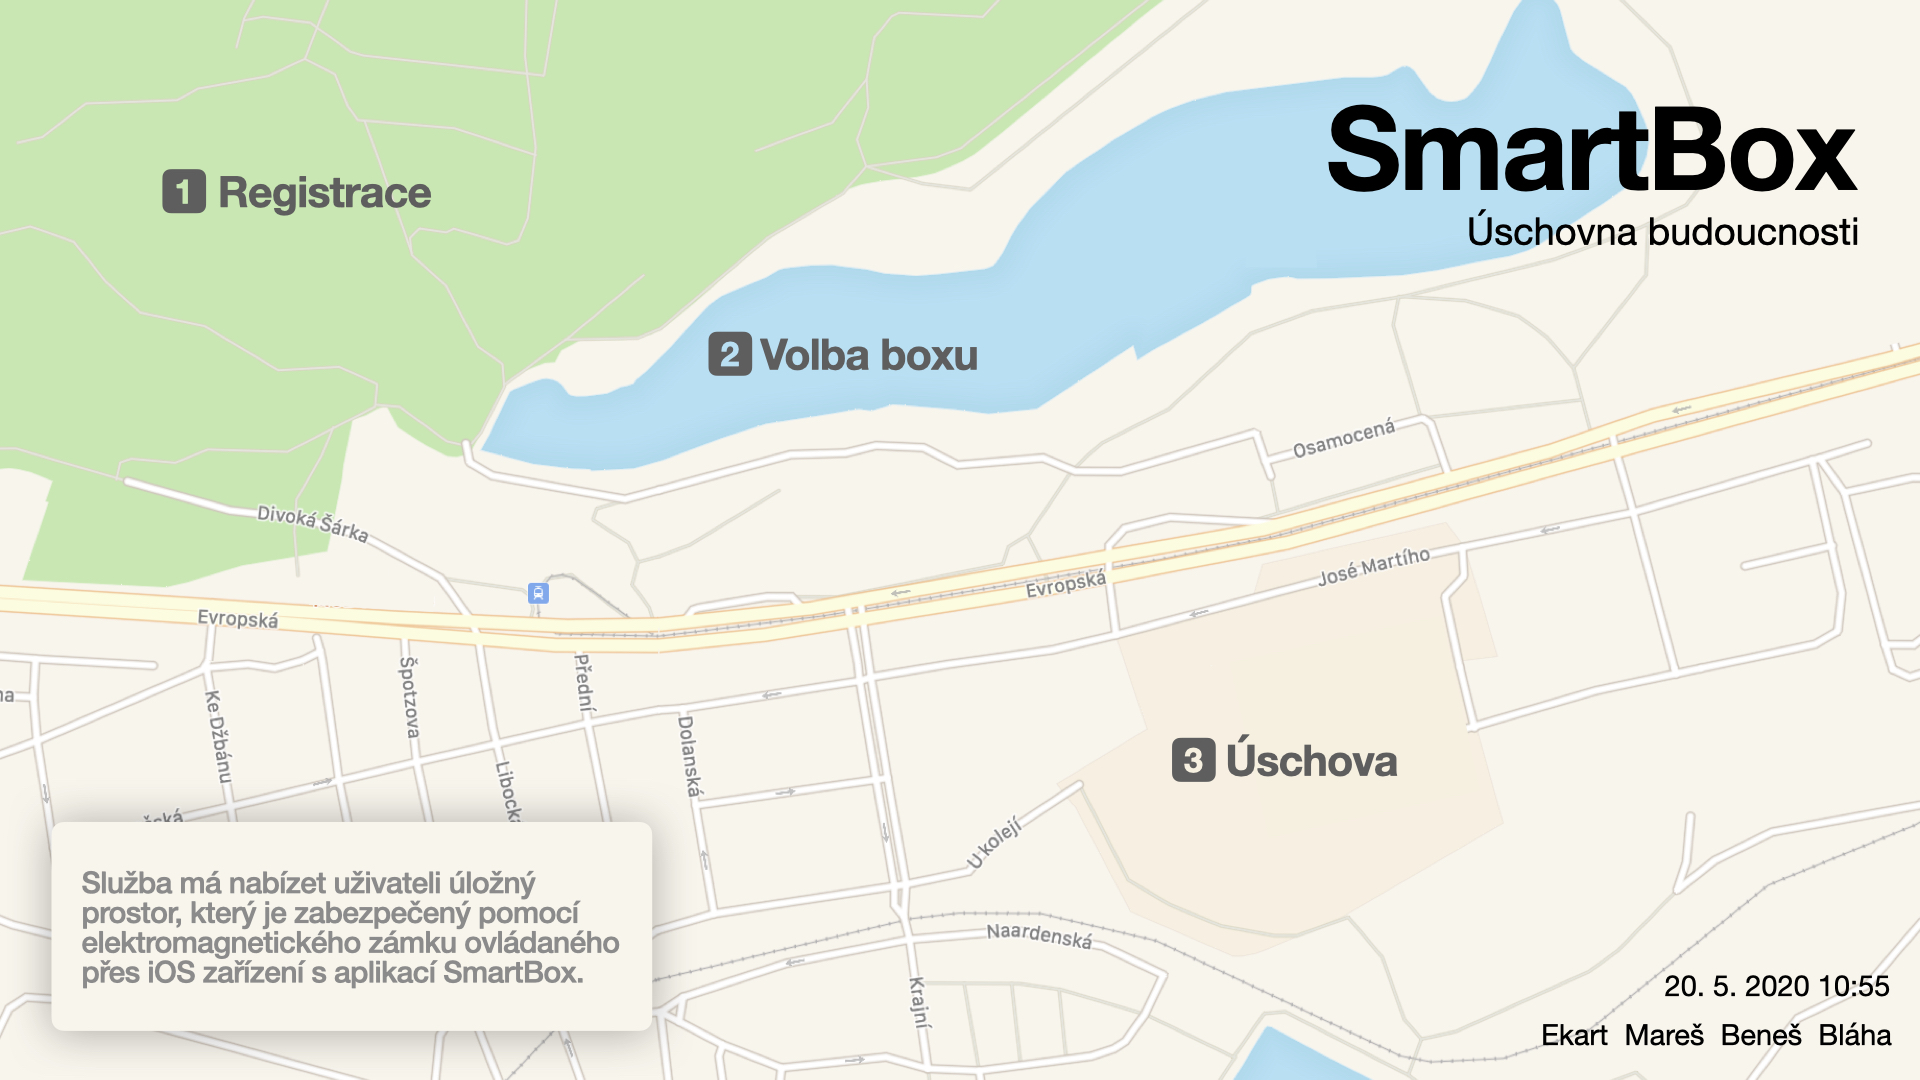 SmartBox
Úschovna budoucnosti
1 Registrace
2 Volba boxu
Osamocená
Divoká Šárka
José Martího
Evropská
Evropská
Špotzova
Přední
Ke Džbánu
Dolanská
Libocká
3 Úschova
U kolejí
Naardenská
Krajní
Služba má nabízet uživateli úložný
prostor, který je zabezpečený pomocí
elektromagnetického zámku ovládaného
přes iOS zařízení s aplikací SmartBox.
20. 5. 2020 10:55
Ekart Mareš Beneš Bláha